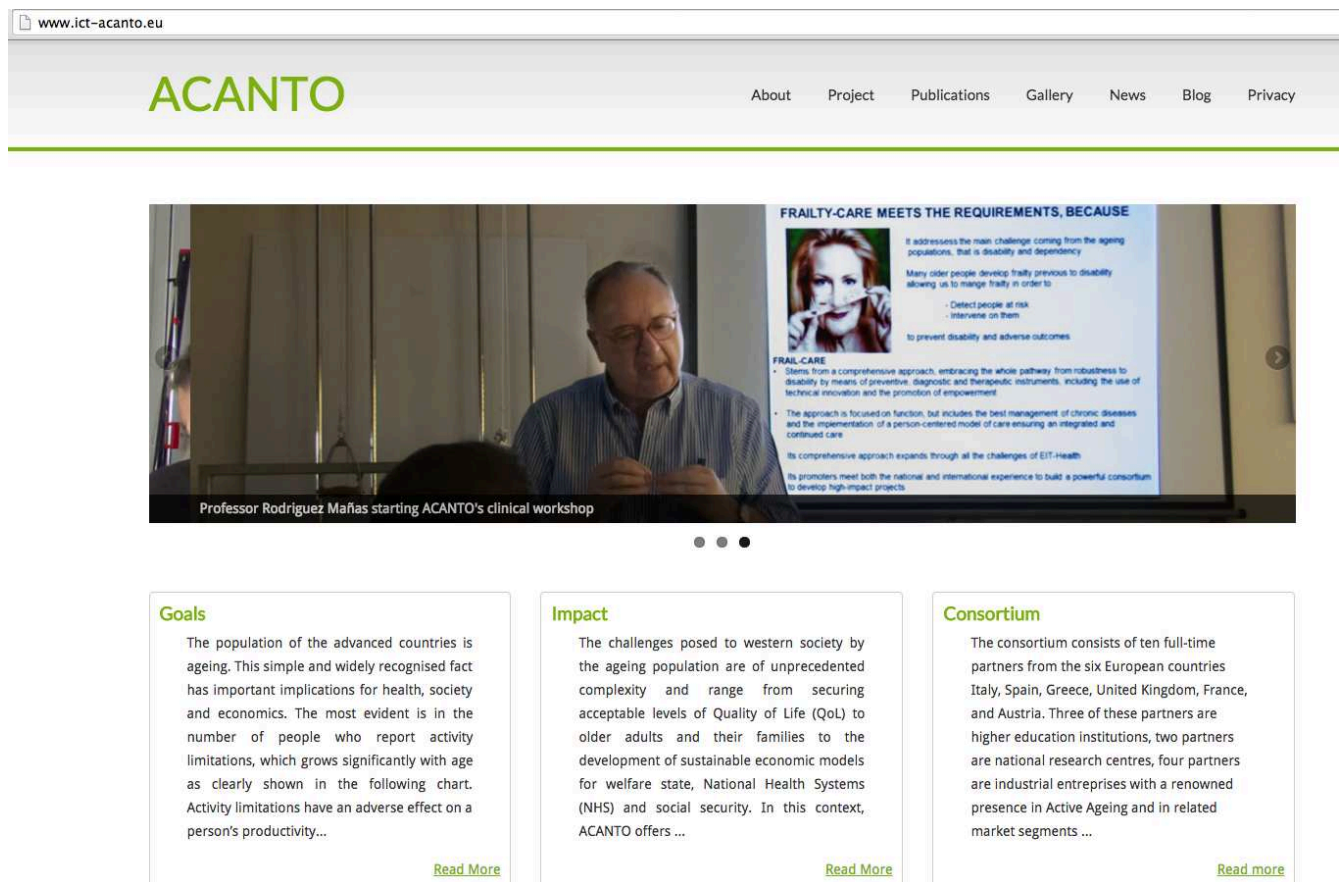 www.ict-acanto.eu
ACANTO
About Project Publications Gallery News Blog Privacy
FRAILTY-CARE MEETS THE REQUIREMENTS, BECAUSE
It addressess the main challenge coming from the ageing
populations, that is disability and dependency
Many older people develop frailty previous to disability
allowing us to mange frailty in order to
- Detect people at risk
- Intervene on them
to prevent disability and adverse outcomes
FRAIL-CARE
• Stems from a comprehensive approach, embracing the whole pathway from robustness to
disability by means of preventive, diagnostic and therapeutic instruments, including the use of
technical innovation and the promotion of empowerment
• The approach is focused on function, but includes the best management of chronic diseases
and the implementation of a person-centered model of care ensuring an integrated and
continued care
Its comprehensive approach expands through all the challenges of EIT-Health
Its promoters meet both the national and international experience to build a powerful consortium
to develop high-impact projects
Professor Rodriguez Mañas starting ACANTO's clinical workshop
Goals
The population of the advanced countries is
ageing. This simple and widely recognised fact
has important implications for health, society
and economics. The most evident is in the
number of people who report activity
limitations, which grows significantly with age
as clearly shown in the following chart.
Activity limitations have an adverse effect on a
person's productivity...
Read More
Impact
The challenges posed to western society by
the ageing population are of unprecedented
complexity and range from securing
acceptable levels of Quality of Life (QoL) to
older adults and their families to the
development of sustainable economic models
for welfare state, National Health Systems
(NHS) and social security. In this context,
ACANTO offers ...
Read More
Consortium
The consortium consists of ten full-time
partners from the six European countries
Italy, Spain, Greece, United Kingdom, France,
and Austria. Three of these partners are
higher education institutions, two partners
are national research centres, four partners
are industrial entreprises with a renowned
presence in Active Ageing and in related
market segments ...
Read more